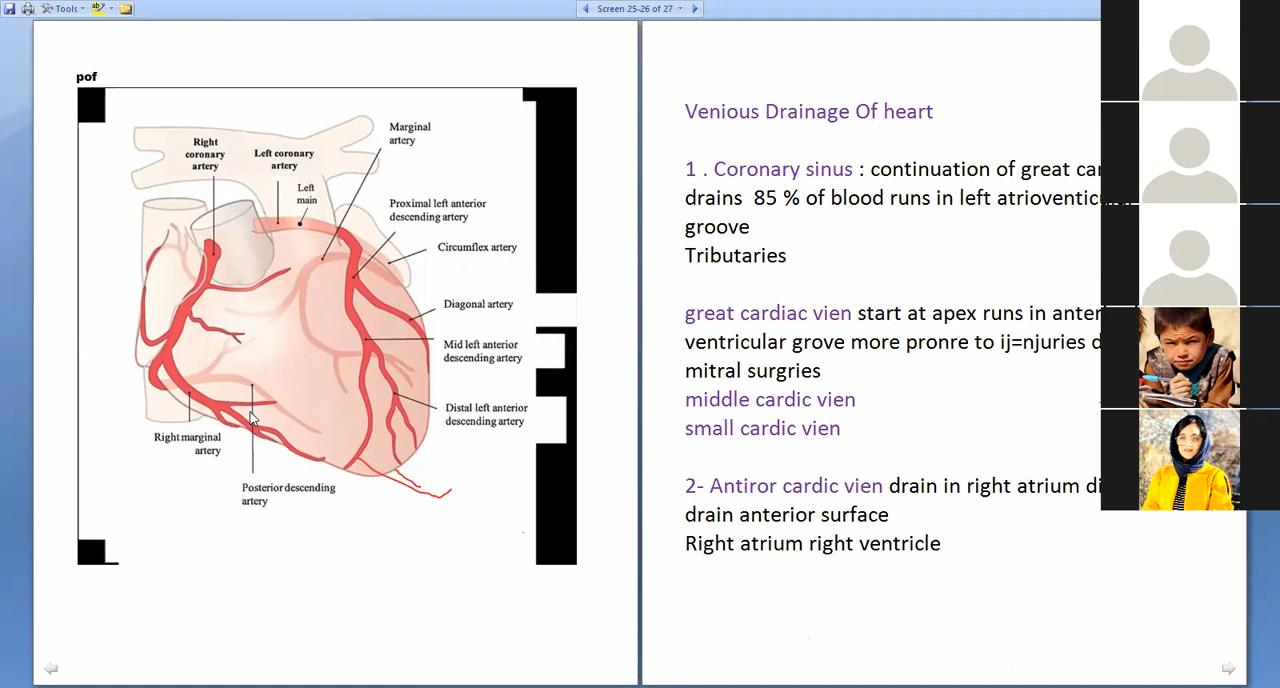 Tools
Screen 25-26 of 27
pof
Right
coronary
artery
Left coronary
artery
Left
main
Marginal
artery
Proximal left anterior
descending artery
Circumflex artery
Diagonal artery
Mid left anterior
descending artery
Distal left anterior
descending artery
Right marginal
artery
Posterior descending
artery
Venious Drainage Of heart
1 . Coronary sinus : continuation of great
drains 85 % of blood runs in left
groove
Tributaries
great cardiac vien start at apex runs in
ventricular grove more pronre to ij=njuries
mitral surgries
middle cardic vien
small cardic vien
2- Antiror cardic vien drain in right atrium
drain anterior surface
Right atrium right ventricle